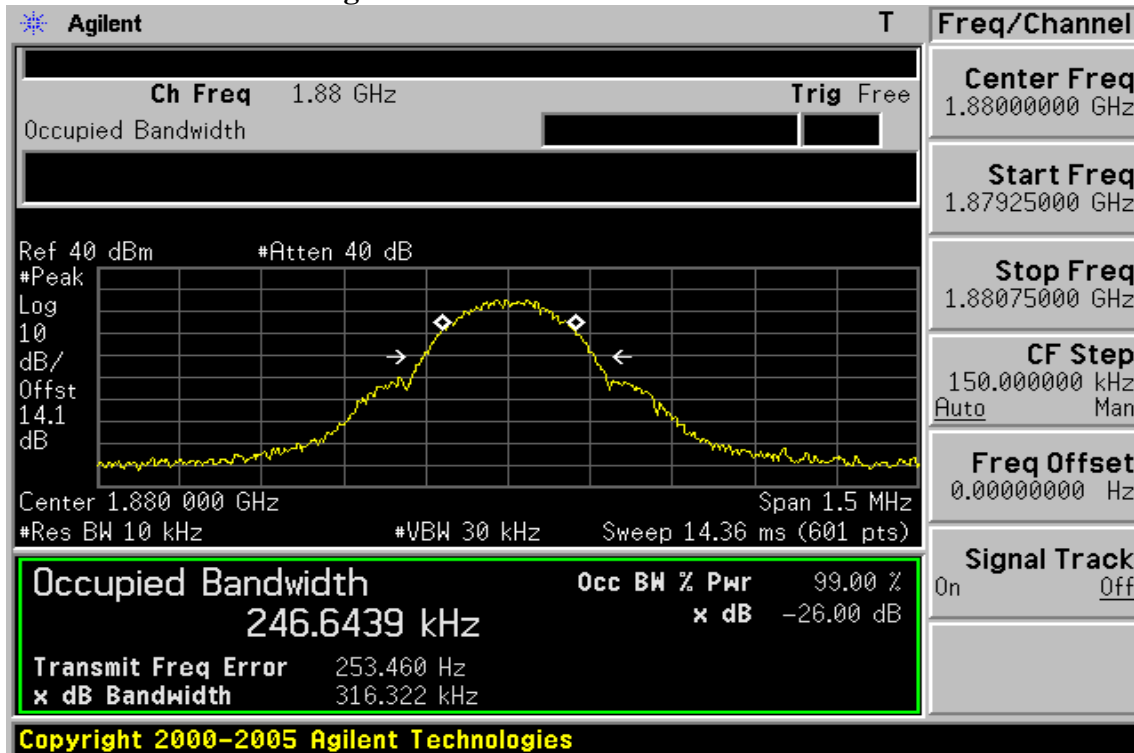 Agilent T
Ch Freq 1.88 GHz Trig Free
Occupied Bandwidth
Ref 40 dBm #Atten 40 dB
#Peak
Log
10
dB/
Offst
14.1
dB
Center 1.880 000 GHz Span 1.5 MHz
#Res BW 10 kHz #VBW 30 kHz Sweep 14.36 ms (601 pts)
Occupied Bandwidth Occ BW % Pwr 99.00 %
246.6439 kHz x dB -26.00 dB
Transmit Freq Error 253.460 Hz
x dB Bandwidth 316.322 kHz
Copyright 2000-2005 Agilent Technologies
Freq/Channel
Center Freq
1.88000000 GHz
Start Freq
1.87925000 GHz
Stop Freq
1.88075000 GHz
CF Step
150.000000 kHz
Auto Man
Freq Offset
0.00000000 Hz
Signal Track
On Off